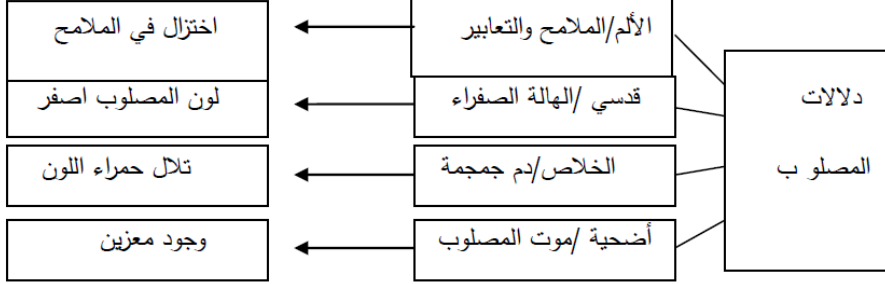 دلالات
المصلو ب
الألم/الملامح والتعابير
اختزال في الملامح
قدسي /الهالة الصفراء
لون المصلوب اصفر
الخلاص/دم جمجمة
تلال حمراء اللون
أضحية /موت المصلوب
وجود معزين